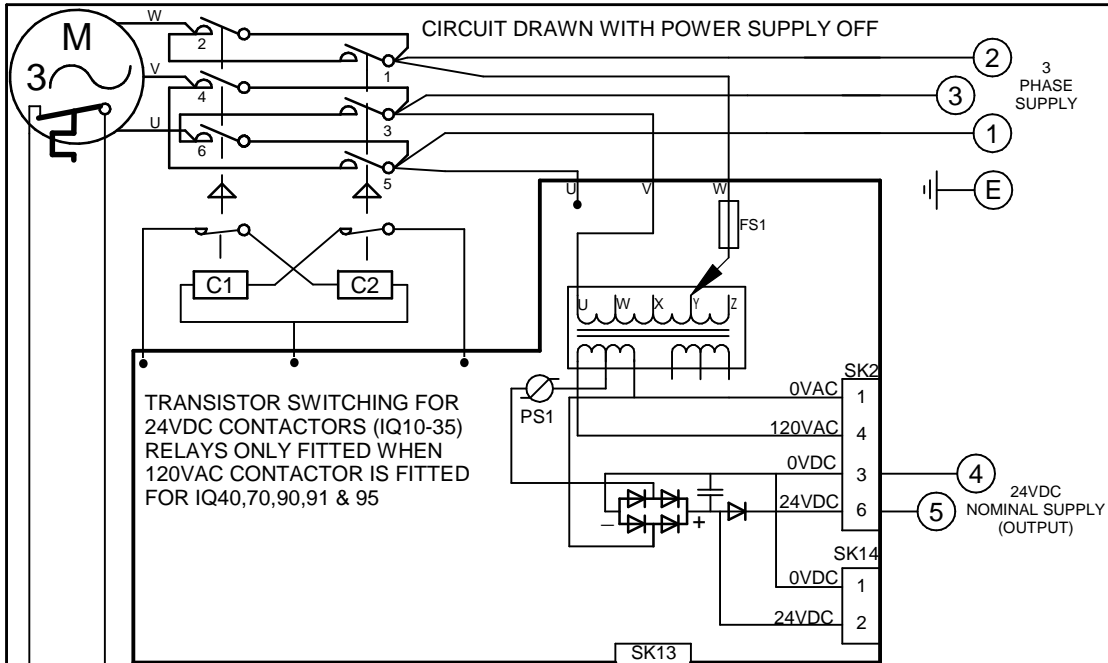 CIRCUIT DRAWN WITH POWER SUPPLY OFF
W
M
3
2
1
2
3
PHASE
SUPPLY
V
4
3
3
U
6
5
1
E
U
V
W
FS1
C1
C2
U
W
X
Y
Z
TRANSISTOR SWITCHING FOR
24VDC CONTACTORS (IQ10-35)
RELAYS ONLY FITTED WHEN
120VAC CONTACTOR IS FITTED
FOR IQ40,70,90,91 & 95
PS1
SK2
0VAC
1
120VAC
4
0VDC
3
4
24VDC
6
5
24VDC
NOMINAL SUPPLY
(OUTPUT)
– +
SK14
0VDC
1
24VDC
2
SK13